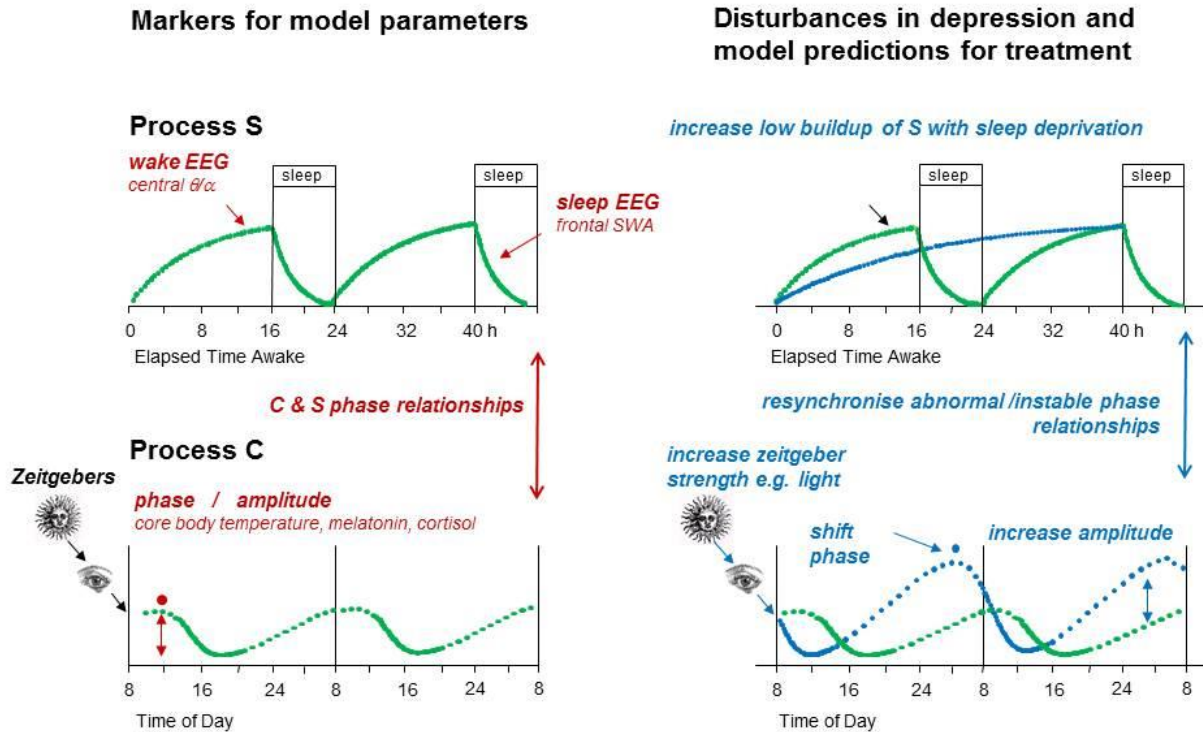 Markers for model parameters
Process S
wake EEG
central θ/α
sleep
sleep
sleep EEG
frontal SWA
0 8 16 24 32 40 h
Elapsed Time Awake
C & S phase relationships
Process C
Zeitgebers
phase / amplitude
core body temperature, melatonin, cortisol
8 16 24 8 16 24 8
Time of Day
Disturbances in depression and
model predictions for treatment
increase low buildup of S with sleep deprivation
sleep
sleep
0 8 16 24 32 40 h
Elapsed Time Awake
resynchronise abnormal /instable phase
relationships
increase zeitgeber
strength e.g. light
shift
phase
increase amplitude
8 16 24 8 16 24 8
Time of Day